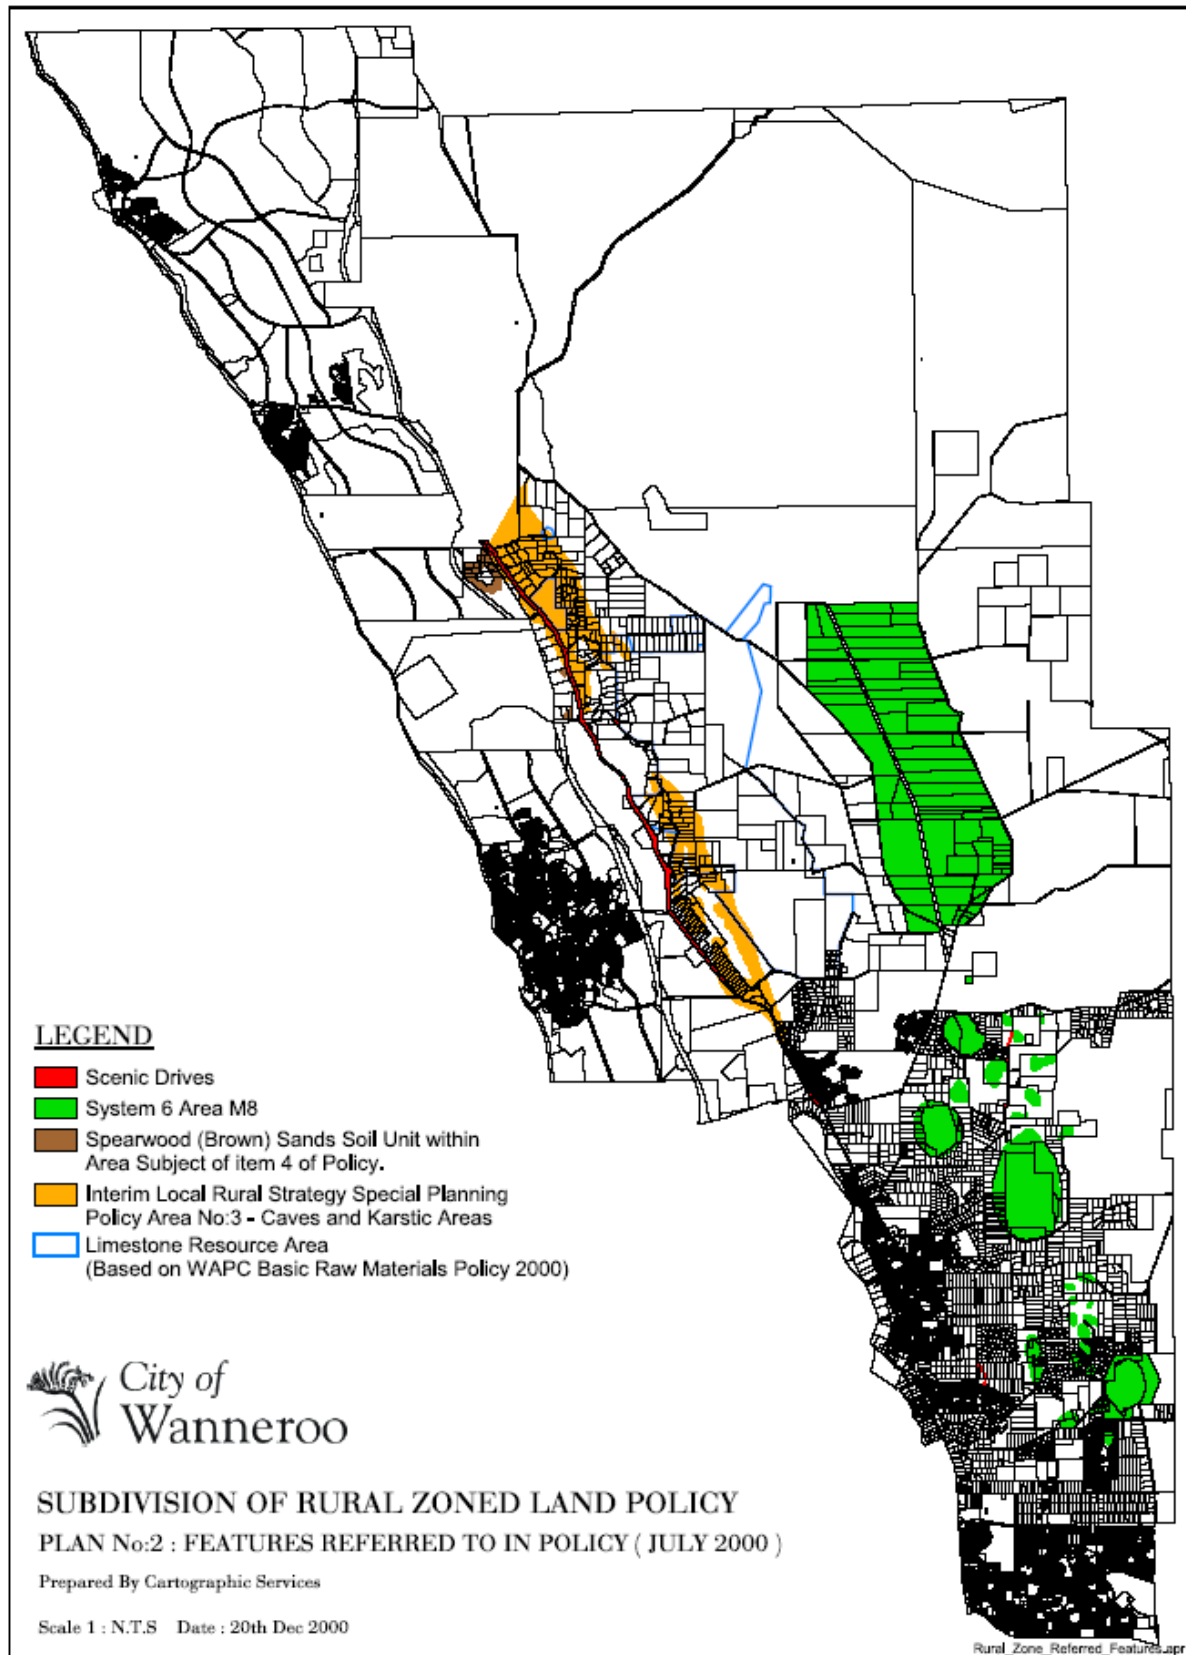 LEGEND
Scenic Drives
System 6 Area M8
Spearwood (Brown) Sands Soil Unit within
Area Subject of item 4 of Policy.
Interim Local Rural Strategy Special Planning
Policy Area No:3 - Caves and Karstic Areas
Limestone Resource Area
(Based on WAPC Basic Raw Materials Policy 2000)
City of
Wanneroo
SUBDIVISION OF RURAL ZONED LAND POLICY
PLAN No:2 : FEATURES REFERRED TO IN POLICY ( JULY 2000 )
Prepared By Cartographic Services
Scale 1 : N.T.S Date : 20th Dec 2000
Rural_Zone_Referred_Features.apr